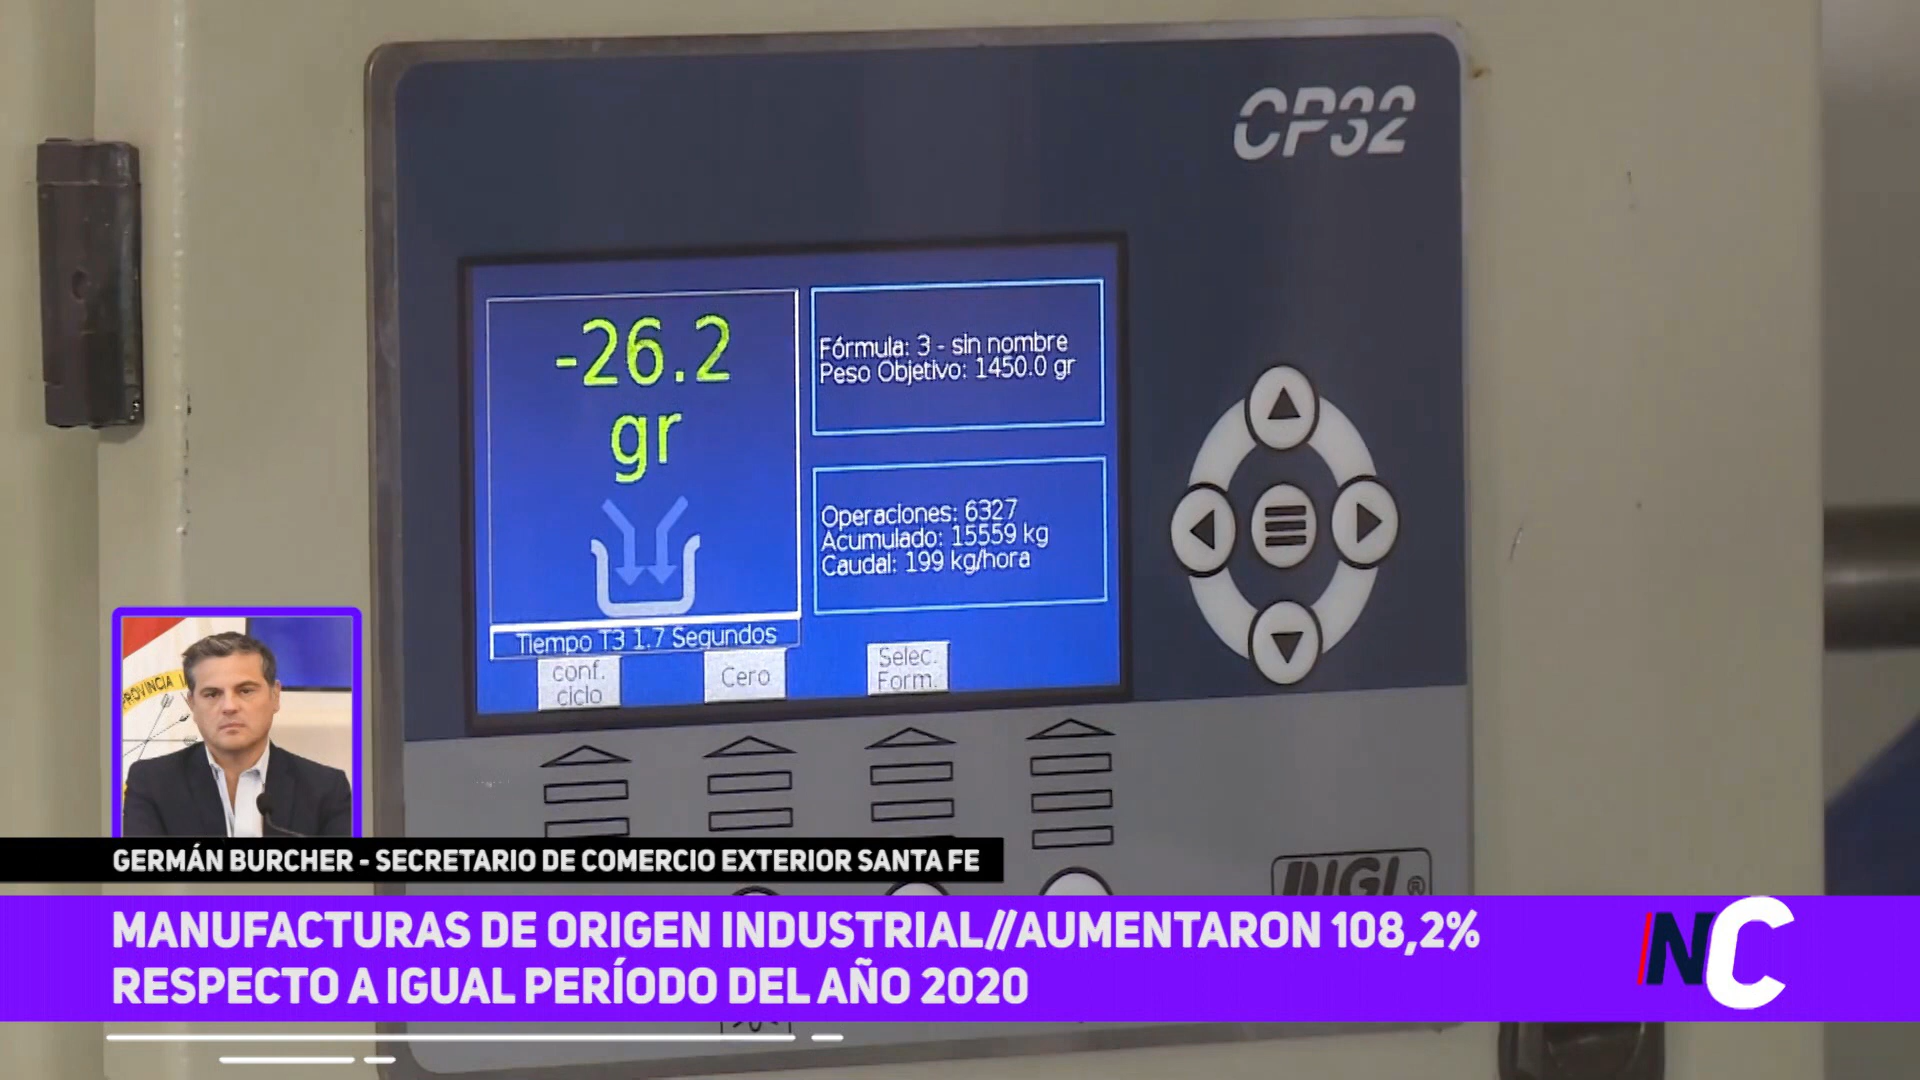 CP32
-26.2
gr
Fórmula: 3 - sin nombre
Peso Objetivo: 1450.0 gr
Operaciones: 6327
Acumulado: 15559 kg
Caudal: 199 kg/hora
Tiempo T3 1.7 Segundos
conf.
ciclo
Cero
Selec.
Form.
PROVINCIA
DIGI®
GERMÁN BURCHER - SECRETARIO DE COMERCIO EXTERIOR SANTA FE
MANUFACTURAS DE ORIGEN INDUSTRIAL//AUMENTARON 108,2%
RESPECTO A IGUAL PERÍODO DEL AÑO 2020
NC